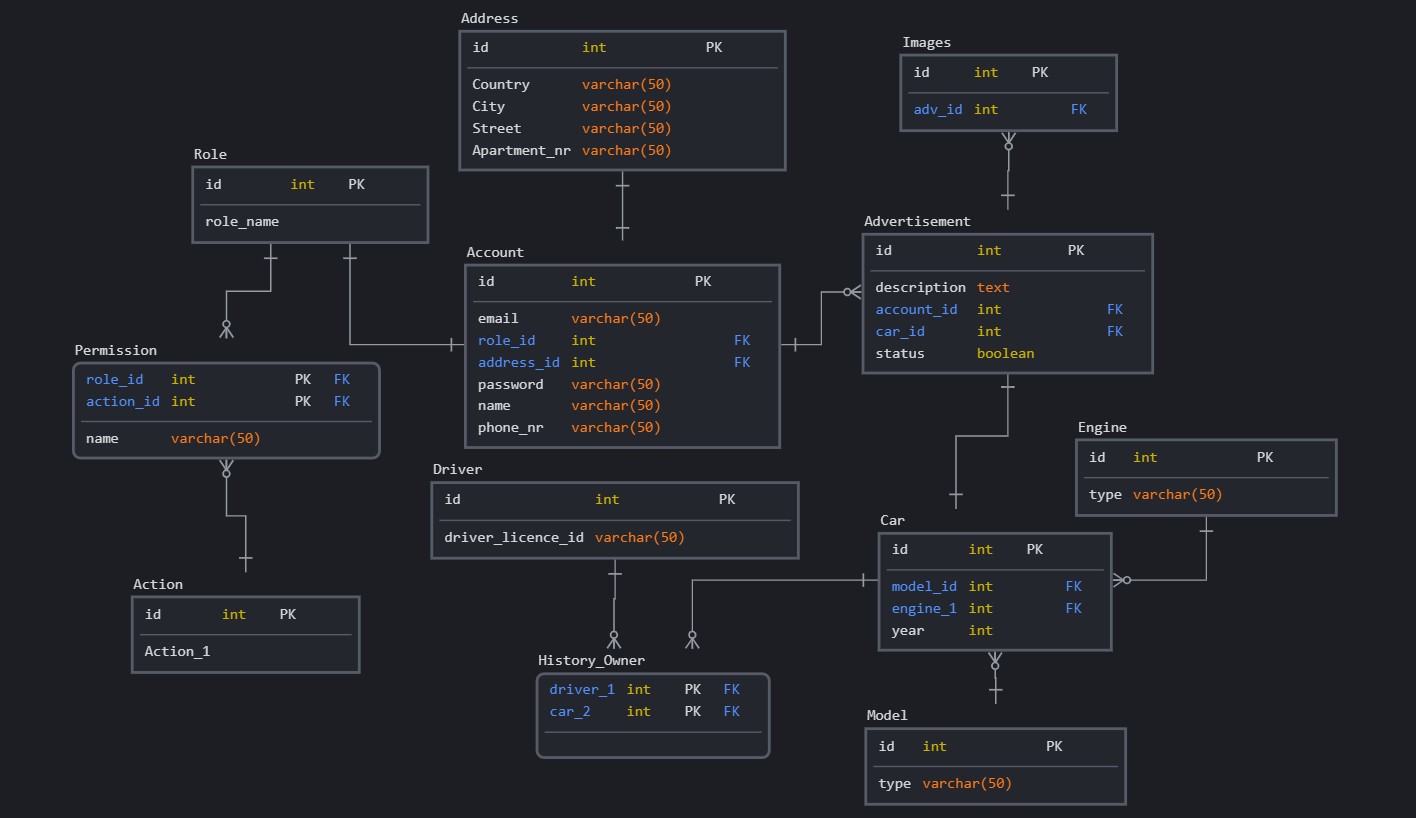 Address
id int PK
Country varchar(50)
City varchar(50)
Street varchar(50)
Apartment_nr varchar(50)
Images
id int PK
adv_id int FK
Role
id int PK
role_name
Account
id int PK
email varchar(50)
role_id int FK
address_id int FK
password varchar(50)
name varchar(50)
phone_nr varchar(50)
Advertisement
id int PK
description text
account_id int FK
car_id int FK
status boolean
Permission
role_id int PK FK
action_id int PK FK
name varchar(50)
Driver
id int PK
driver_licence_id varchar(50)
Engine
id int PK
type varchar(50)
Car
id int PK
model_id int FK
engine_1 int FK
year int
Action
id int PK
Action_1
History_Owner
driver_1 int PK FK
car_2 int PK FK
Model
id int PK
type varchar(50)